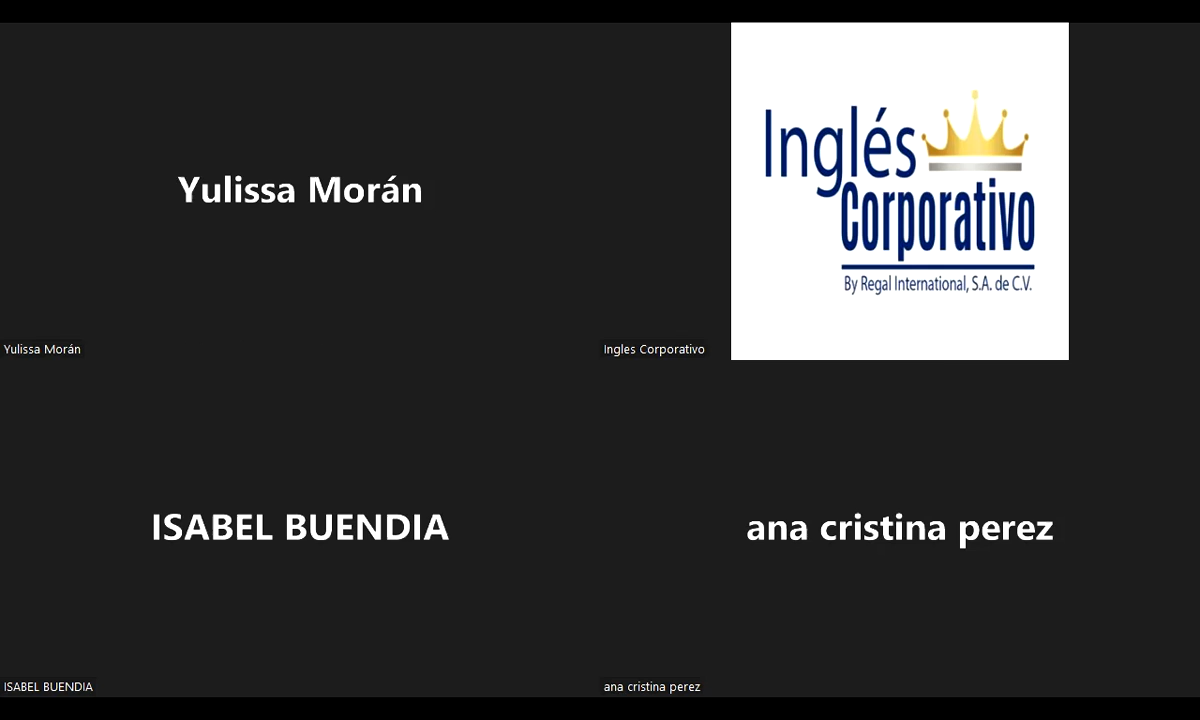 Yulissa Morán
Yulissa Morán
Inglés
Corporativo
By Regal International, S.A. de C.V.
Ingles Corporativo
ISABEL BUENDIA
ISABEL BUENDIA
ana cristina perez
ana cristina perez